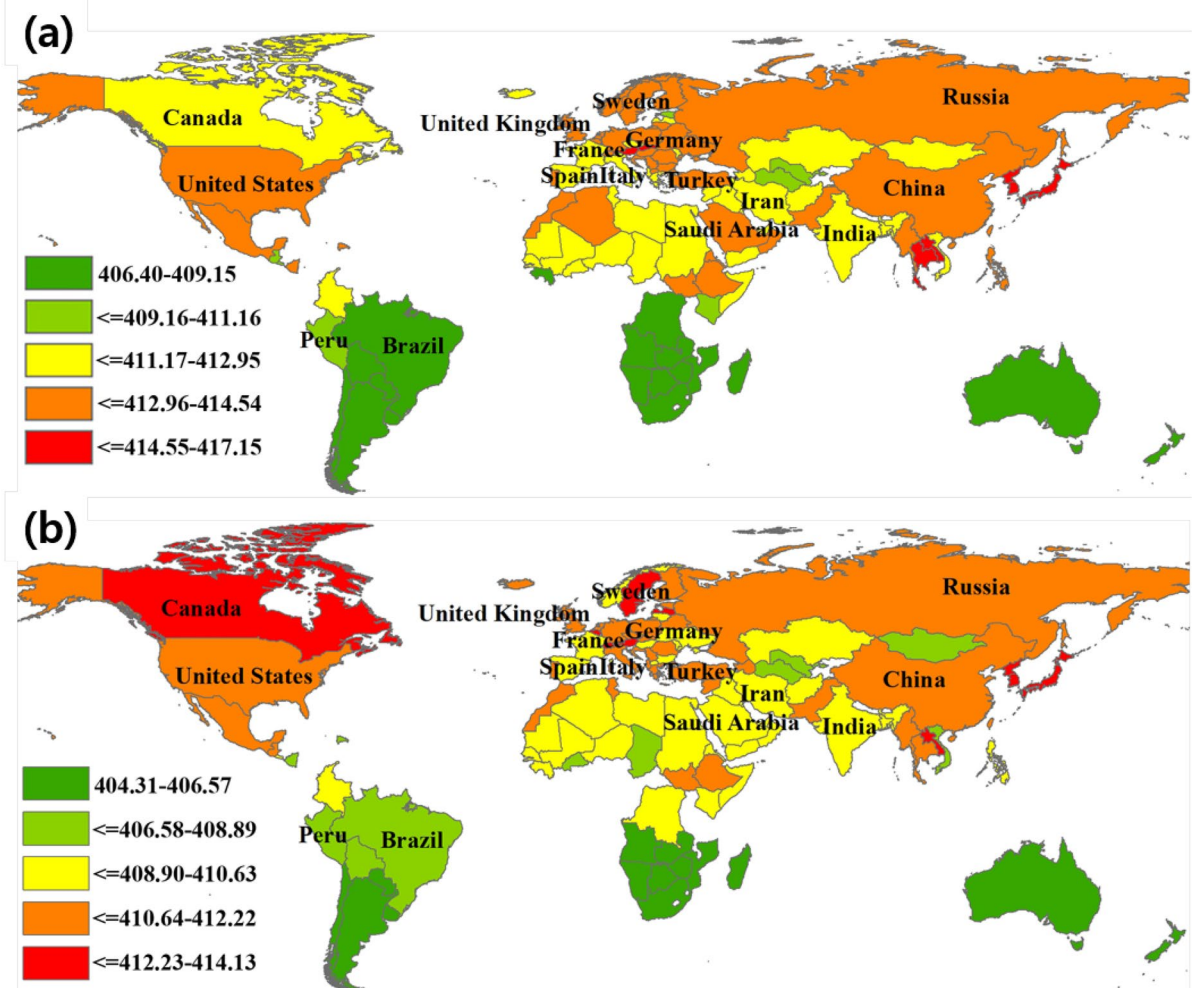 (a)
Canada
Sweden
Russia
United Kingdom
Germany
France
United States
Spain Italy
Turkey
China
Iran
Saudi Arabia
India
406.40-409.15
<=409.16-411.16
Peru
Brazil
<=411.17-412.95
<=412.96-414.54
<=414.55-417.15
(b)
Canada
Sweden
Russia
United Kingdom
Germany
France
United States
Spain Italy
Turkey
China
Iran
Saudi Arabia
India
404.31-406.57
<=406.58-408.89
Peru
Brazil
<=408.90-410.63
<=410.64-412.22
<=412.23-414.13